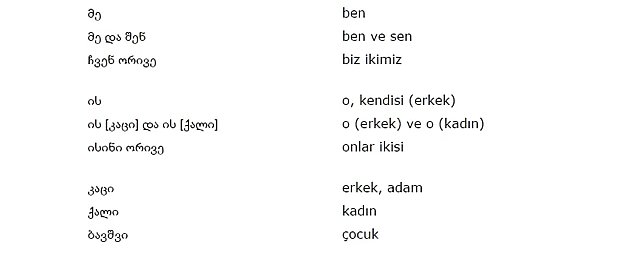 მე ben
მე და შენ ben ve sen
ჩვენ ორივე biz ikimiz
ის o, kendisi (erkek)
ის [კაცი] და ის [ქალი] o (erkek) ve o (kadın)
ისინი ორივე onlar ikisi
კაცი erkek, adam
ქალი kadın
ბავშვი çocuk